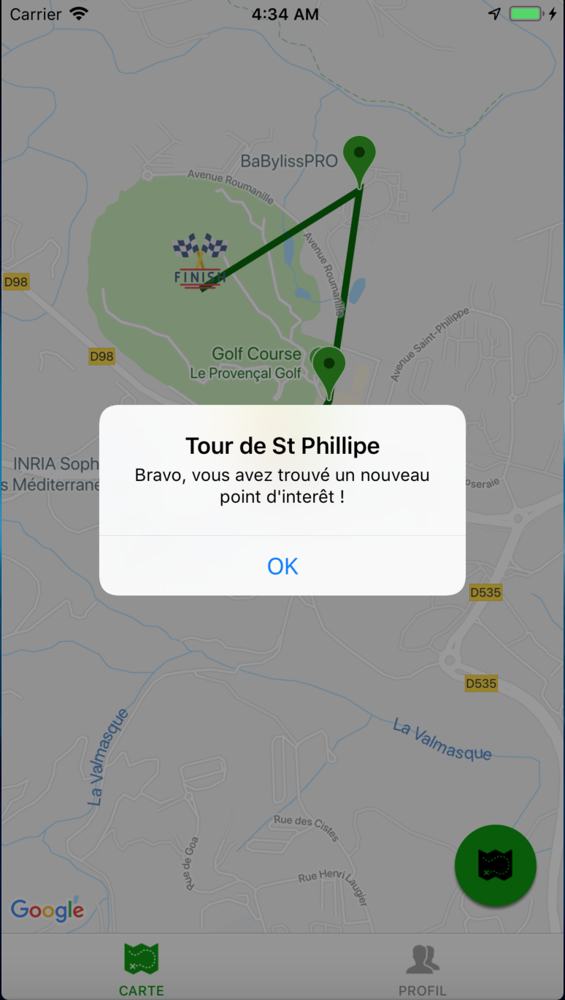 Carrier
4:34 AM
BaBylissPRO
Avenue Roumanille
Avenue Roumanille
FINISH
D98
D98
Avenue Saint-Philippe
Golf Course
Le Provençal Golf
INRIA Soph
s Méditerrané
Tour de St Phillipe
Bravo, vous avez trouvé un nouveau
point d'interêt !
OK
oseraie
D535
D535
La Valmasque
La Valmasque
Rue des Cistes
Rue de Goa
Rue Henri Laugier
Google
CARTE
PROFIL